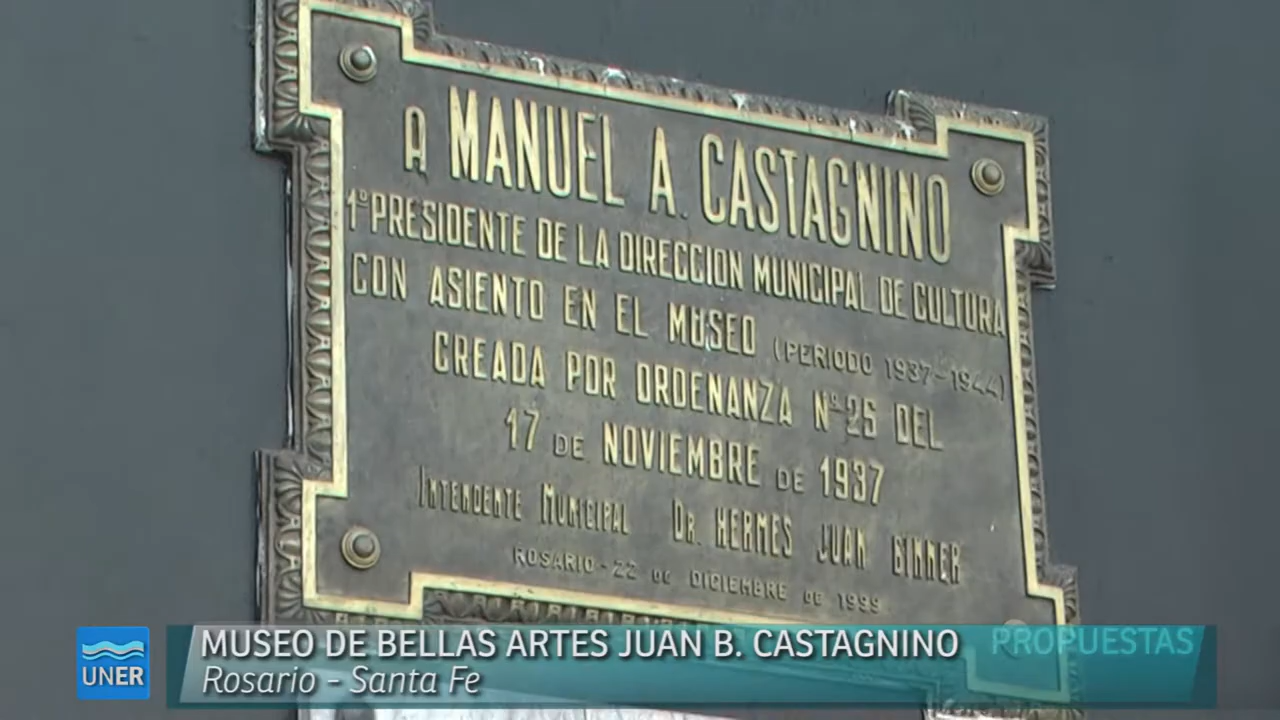 A MANUEL A. CASTAGNINO
1º PRESIDENTE DE LA DIRECCION MUNICIPAL DE CULTURA
CON ASIENTO EN EL MUSEO (PERIODO 1937-1944)
CREADA POR ORDENANZA Nº 25 DEL
17 DE NOVIEMBRE DE 1937
INTENDENTE MUNICIPAL DR. HERMES JUAN BINNER
ROSARIO-22 DE DICIEMBRE DE 1999
UNER
MUSEO DE BELLAS ARTES JUAN B. CASTAGNINO
PROPUESTAS
Rosario - Santa Fe